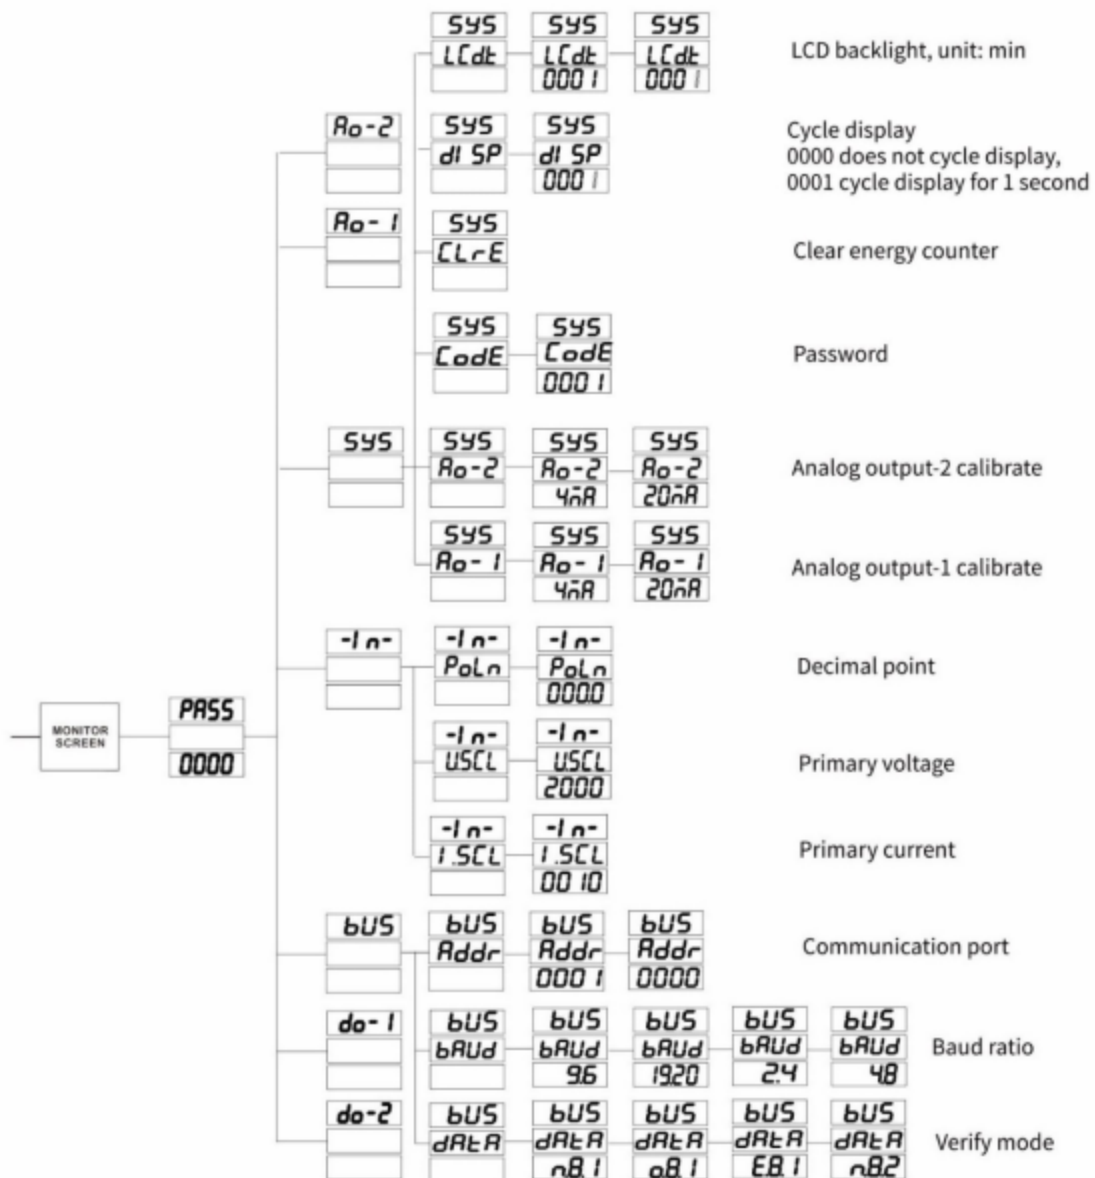 SYS SYS SYS
LCd.t LCd.t LCd.t LCD backlight, unit: min
0001 0001
Ao-2 SYS SYS Cycle display
dISP dISP 0000 does not cycle display,
0001 0001 cycle display for 1 second
Ao-1 SYS
CLrE Clear energy counter
SYS SYS
CodE CodE Password
0001
SYS SYS SYS SYS
Ao-2 Ao-2 Ao-2 Analog output-2 calibrate
4mA 20mA
SYS SYS SYS
Ao-1 Ao-1 Ao-1 Analog output-1 calibrate
4mA 20mA
-In- -In- -In-
PoLn PoLn Decimal point
000.0
PASS
MONITOR
SCREEN
0000
-In- -In-
U.SCL U.SCL Primary voltage
2000
-In- -In-
I.SCL I.SCL Primary current
0010
bUS bUS bUS bUS
Addr Addr Addr Communication port
0001 0000
do-1 bUS bUS bUS bUS bUS
bAUd bAUd bAUd bAUd bAUd Baud ratio
9.6 19.20 2.4 4.8
do-2 bUS bUS bUS bUS bUS
dAtA dAtA dAtA dAtA dAtA Verify mode
n.8.1 o.8.1 E.8.1 n.8.2